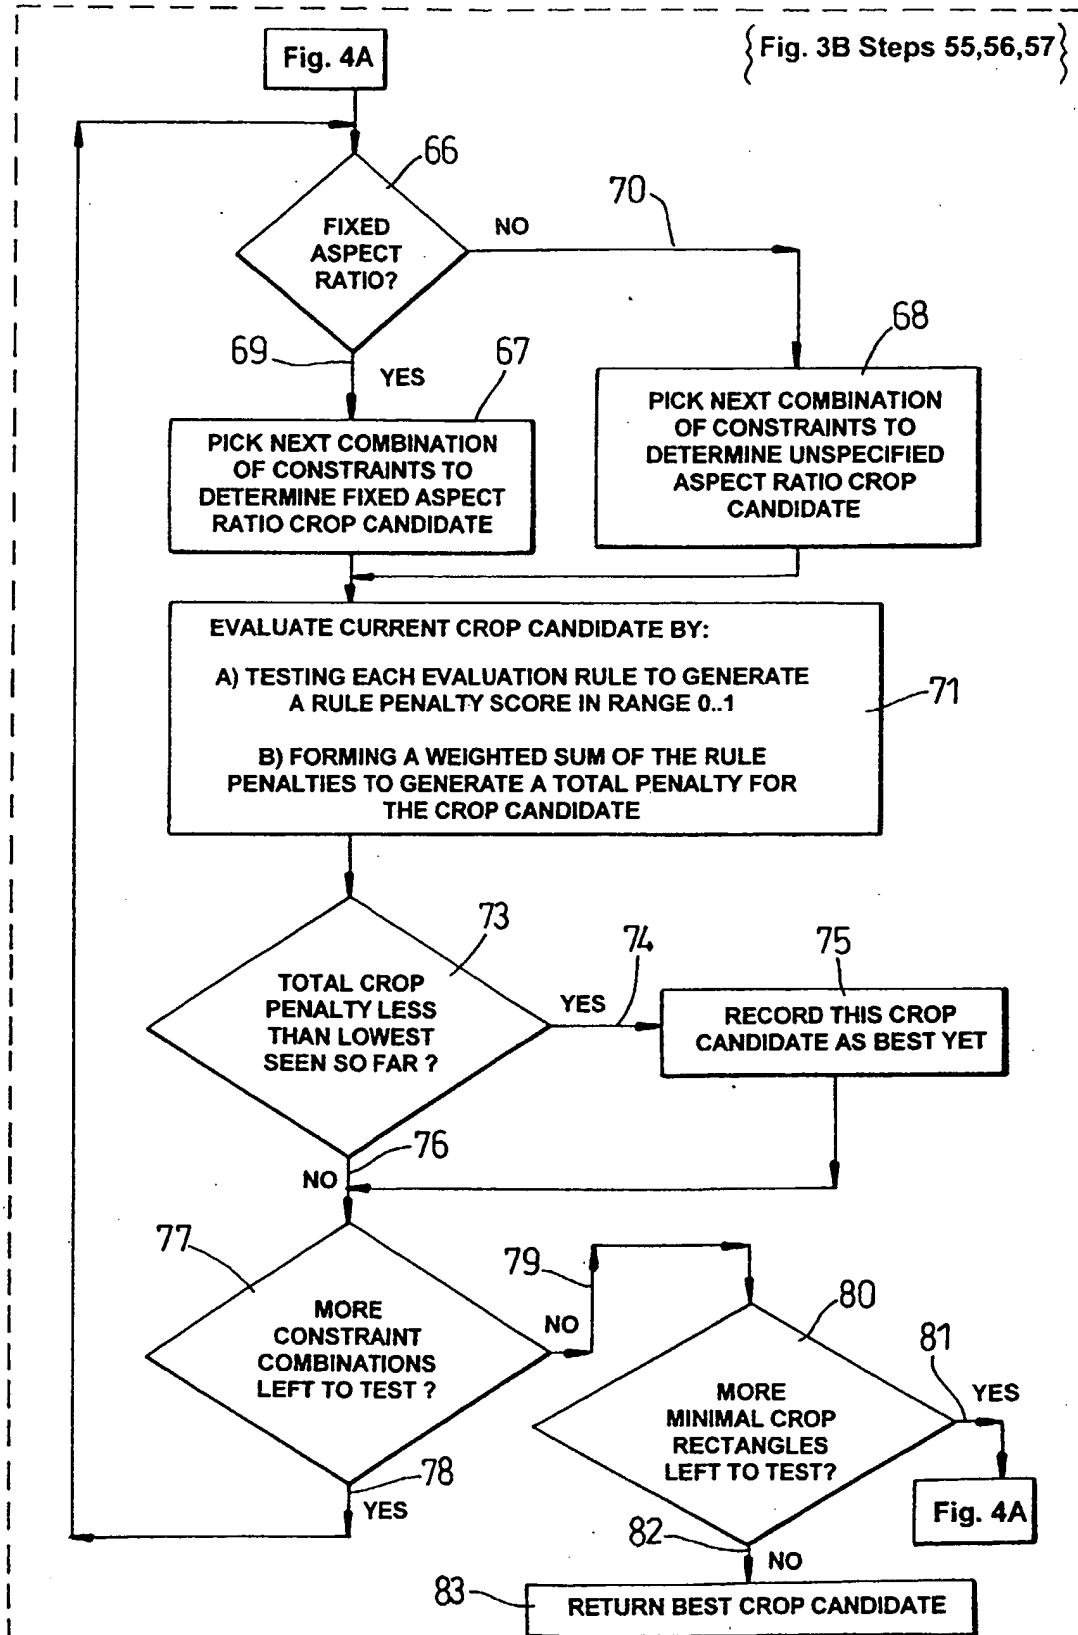 Fig. 4A
{Fig. 3B Steps 55,56,57}
66
FIXED
ASPECT
RATIO?
NO
70
69
YES
67
68
PICK NEXT COMBINATION
OF CONSTRAINTS TO
DETERMINE FIXED ASPECT
RATIO CROP CANDIDATE
PICK NEXT COMBINATION
OF CONSTRAINTS TO
DETERMINE UNSPECIFIED
ASPECT RATIO CROP
CANDIDATE
EVALUATE CURRENT CROP CANDIDATE BY:
A) TESTING EACH EVALUATION RULE TO GENERATE
A RULE PENALTY SCORE IN RANGE 0..1
B) FORMING A WEIGHTED SUM OF THE RULE
PENALTIES TO GENERATE A TOTAL PENALTY FOR
THE CROP CANDIDATE
71
73
TOTAL CROP
PENALTY LESS
THAN LOWEST
SEEN SO FAR ?
YES
74
75
RECORD THIS CROP
CANDIDATE AS BEST YET
76
NO
77
MORE
CONSTRAINT
COMBINATIONS
LEFT TO TEST ?
NO
79
78
YES
80
MORE
MINIMAL CROP
RECTANGLES
LEFT TO TEST?
81
YES
Fig. 4A
82
NO
83
RETURN BEST CROP CANDIDATE